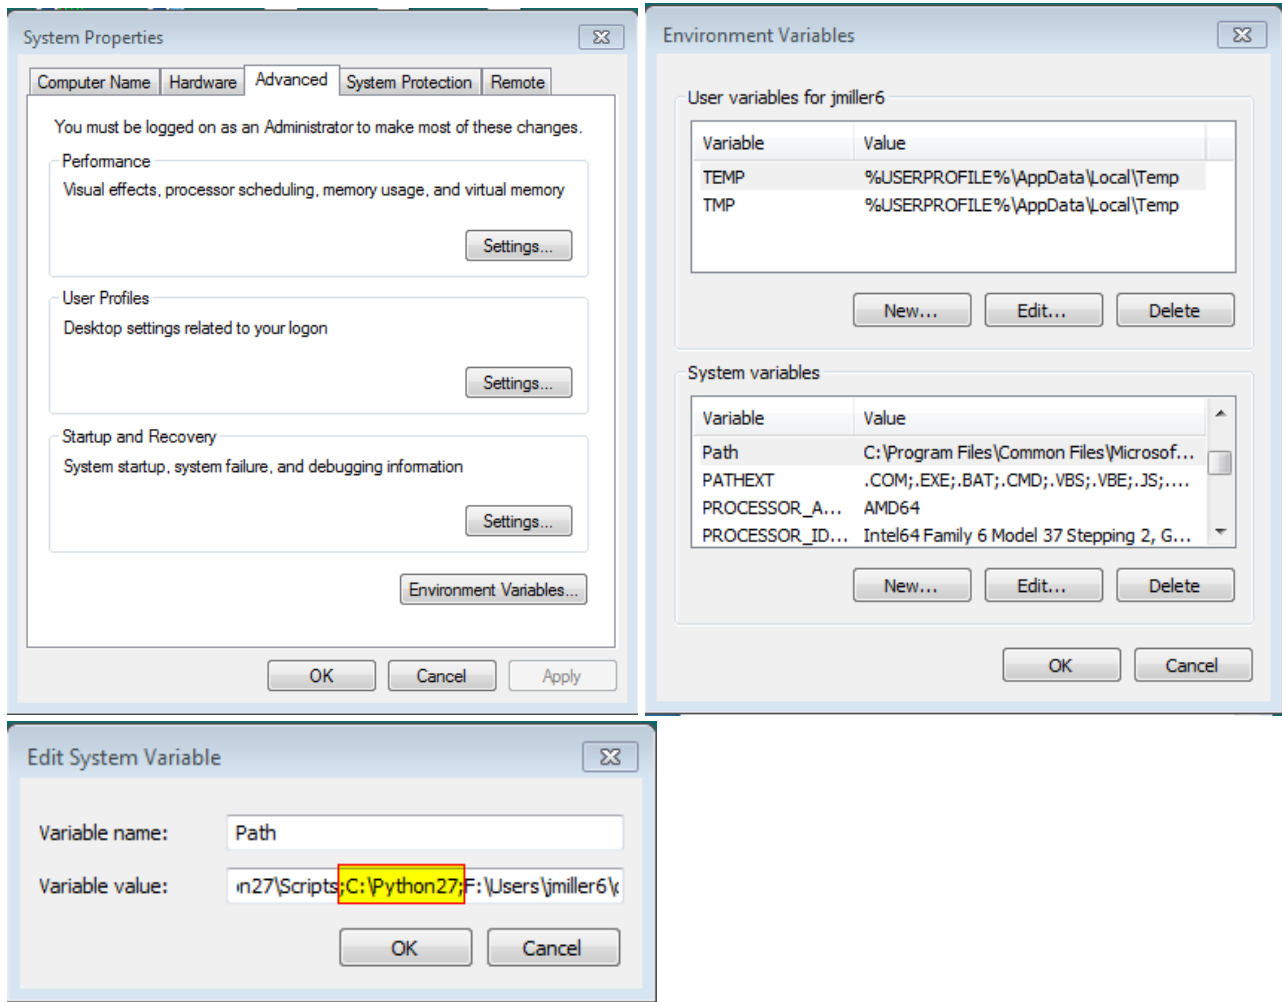 System Properties
Computer Name Hardware Advanced System Protection Remote
You must be logged on as an Administrator to make most of these changes.
Performance
Visual effects, processor scheduling, memory usage, and virtual memory
Settings...
User Profiles
Desktop settings related to your logon
Settings...
Startup and Recovery
System startup, system failure, and debugging information
Settings...
Environment Variables...
OK Cancel Apply
Environment Variables
User variables for jmiller6
Variable Value
TEMP %USERPROFILE%\AppData\Local\Temp
TMP %USERPROFILE%\AppData\Local\Temp
New... Edit... Delete
System variables
Variable Value
Path C:\Program Files\Common Files\Microsof...
PATHEXT .COM;.EXE;.BAT;.CMD;.VBS;.VBE;.JS;....
PROCESSOR_A... AMD64
PROCESSOR_ID... Intel64 Family 6 Model 37 Stepping 2, G...
New... Edit... Delete
OK Cancel
Edit System Variable
Variable name: Path
Variable value: n27\Scripts;C:\Python27;F:\Users\jmiller6\
OK Cancel